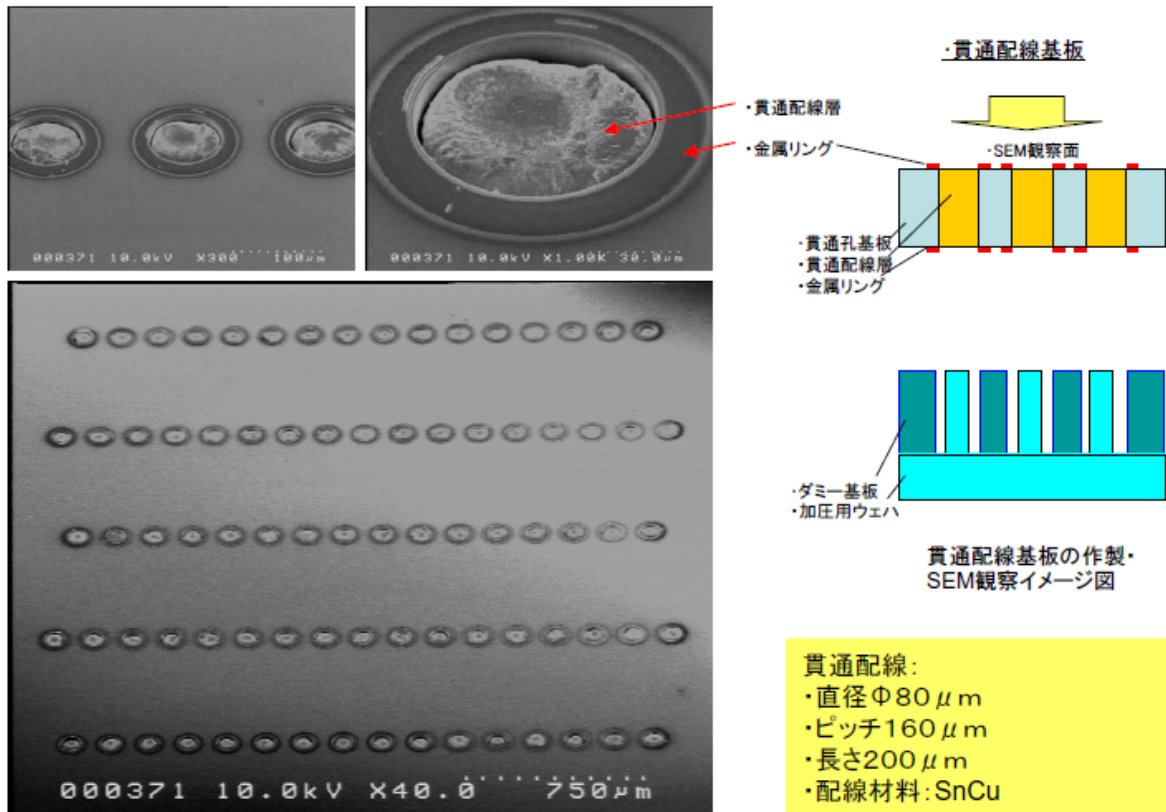 000371 10.0kV X300 100μm
000371 10.0kV X1.00K 30.0μm
000371 10.0kV X40.0 750μm
・貫通配線層
・金属リング
・貫通配線基板
・SEM観察面
・貫通孔基板
・貫通配線層
・金属リング
・ダミー基板
・加圧用ウェハ
貫通配線基板の作製・
SEM観察イメージ図
貫通配線:
・直径Φ80μm
・ピッチ160μm
・長さ200μm
・配線材料:SnCu